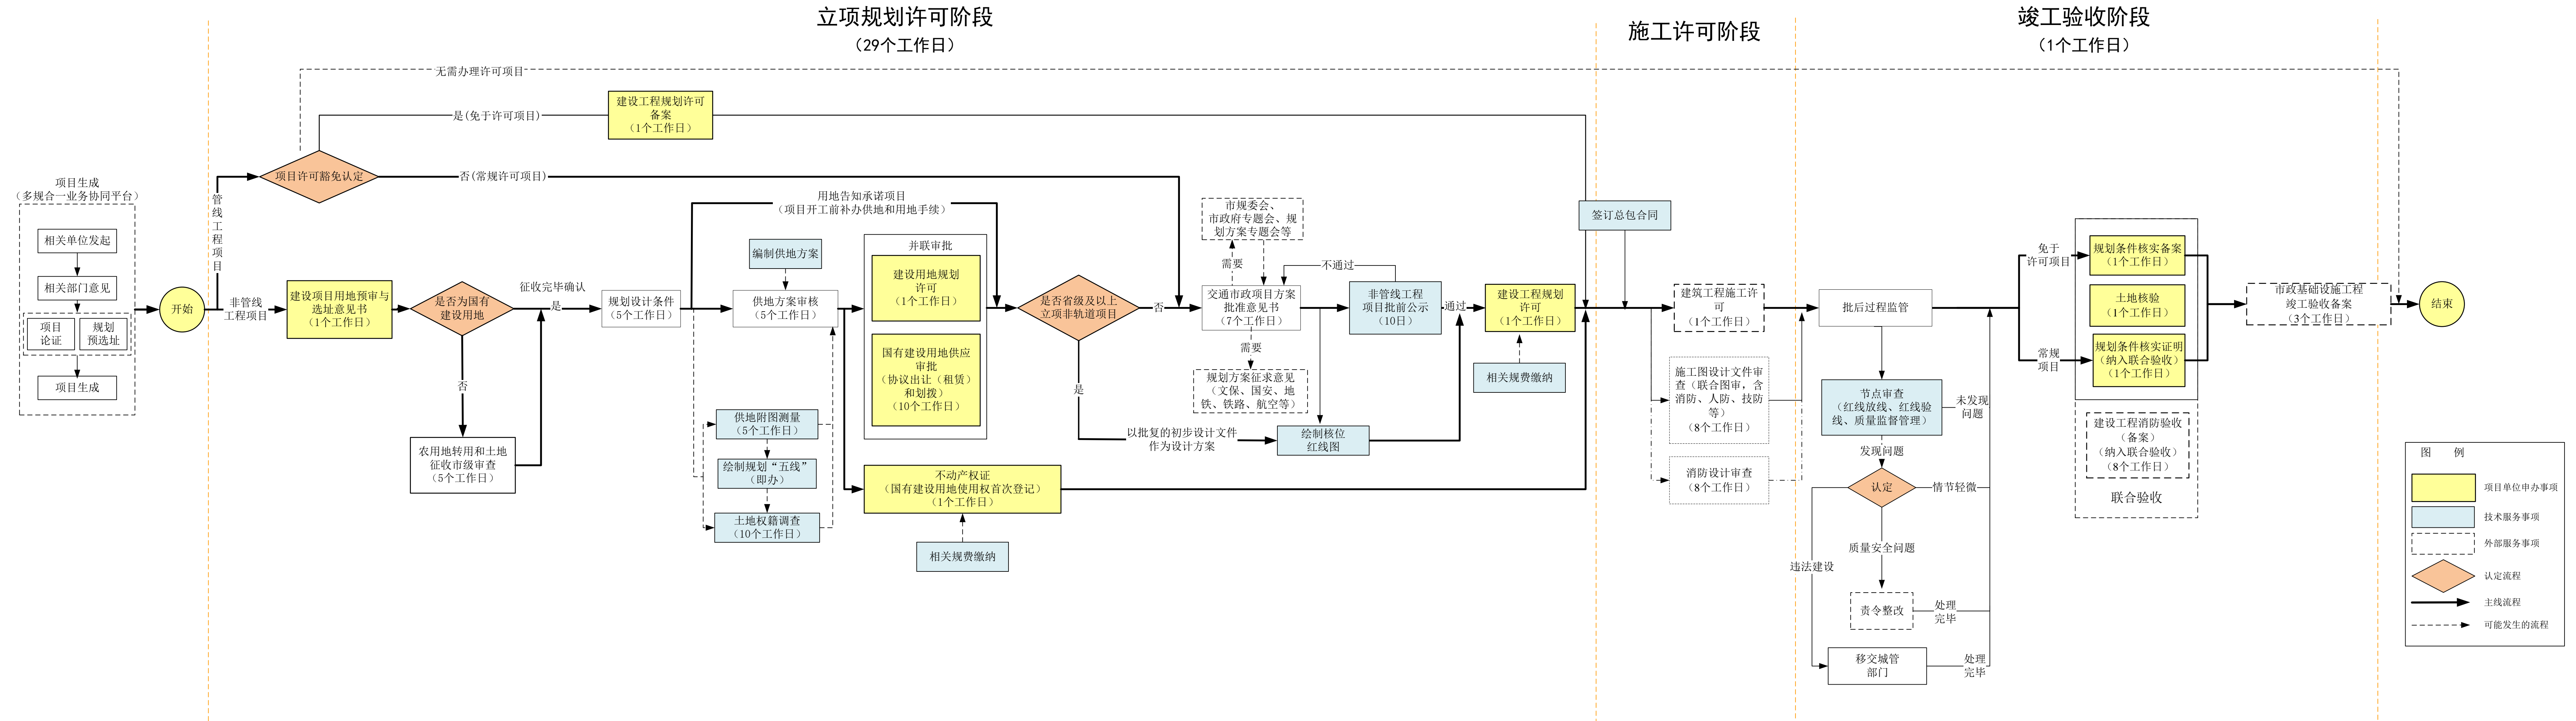 立项规划许可阶段
（29个工作日）
施工许可阶段
竣工验收阶段
（1个工作日）
项目生成
（多规合一业务协同平台）
相关单位发起
相关部门意见
项目
论证
规划
预选址
项目生成
开始
管
线
工
程
项
目
非管线
工程项目
无需办理许可项目
是(免于许可项目)
建设工程规划许可
备案
（1个工作日）
项目许可豁免认定
否(常规许可项目)
建设项目用地预审与
选址意见书
（1个工作日）
是否为国有
建设用地
征收完毕确认
是
否
农用地转用和土地
征收市级审查
（5个工作日）
规划设计条件
（5个工作日）
用地告知承诺项目
（项目开工前补办供地和用地手续）
编制供地方案
供地方案审核
（5个工作日）
供地附图测量
（5个工作日）
绘制规划“五线”
（即办）
土地权籍调查
（10个工作日）
并联审批
建设用地规划
许可
（1个工作日）
国有建设用地供应
审批
（协议出让（租赁）
和划拨）
（10个工作日）
不动产权证
（国有建设用地使用权首次登记）
（1个工作日）
相关规费缴纳
是否省级及以上
立项非轨道项目
否
是
以批复的初步设计文件
作为设计方案
市规委会、
市政府专题会、规
划方案专题会等
需要
交通市政项目方案
批准意见书
（7个工作日）
需要
规划方案征求意见
（文保、国安、地
铁、铁路、航空等）
不通过
非管线工程
项目批前公示
（10日）
通过
绘制核位
红线图
建设工程规划
许可
（1个工作日）
相关规费缴纳
签订总包合同
建筑工程施工许
可
（1个工作日）
施工图设计文件审
查（联合图审，含
消防、人防、技防
等）
（8个工作日）
消防设计审查
（8个工作日）
批后过程监管
节点审查
（红线放线、红线验
线、质量监督管理）
未发现
问题
发现问题
认定
情节轻微
质量安全问题
违法建设
责令整改
处理
完毕
移交城管
部门
处理
完毕
免于
许可项目
常规
项目
规划条件核实备案
（1个工作日）
土地核验
（1个工作日）
规划条件核实证明
（纳入联合验收）
（1个工作日）
建设工程消防验收
（备案）
（纳入联合验收）
（8个工作日）
联合验收
市政基础设施工程
竣工验收备案
（3个工作日）
结束
图 例
项目单位申办事项
技术服务事项
外部服务事项
认定流程
主线流程
可能发生的流程